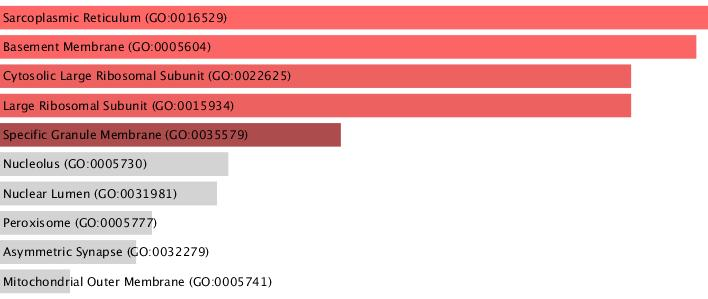 Sarcoplasmic Reticulum (GO:0016529)
Basement Membrane (GO:0005604)
Cytosolic Large Ribosomal Subunit (GO:0022625)
Large Ribosomal Subunit (GO:0015934)
Specific Granule Membrane (GO:0035579)
Nucleolus (GO:0005730)
Nuclear Lumen (GO:0031981)
Peroxisome (GO:0005777)
Asymmetric Synapse (GO:0032279)
Mitochondrial Outer Membrane (GO:0005741)